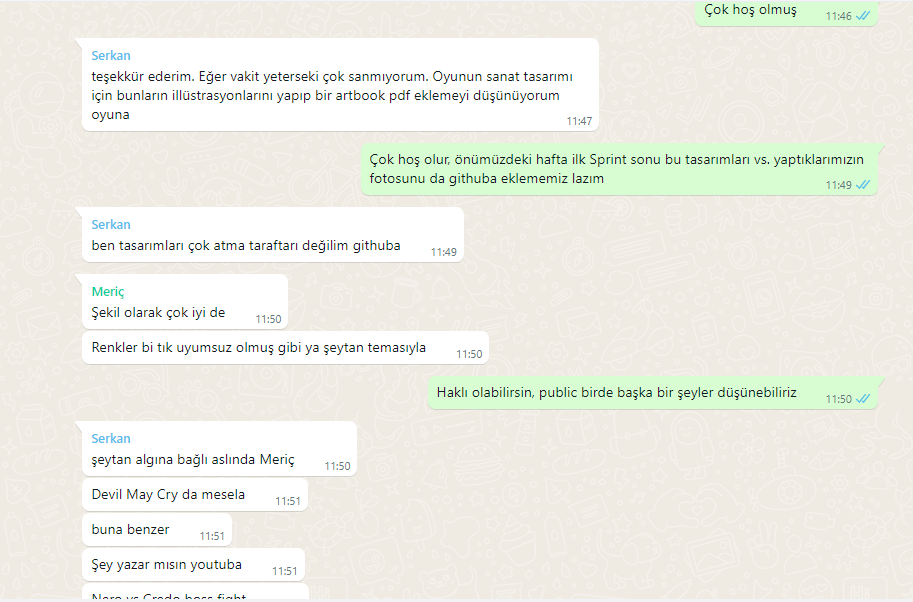 Çok hoş olmuş
11:46
Serkan
teşekkür ederim. Eğer vakit yeterseki çok sanmıyorum. Oyunun sanat tasarımı
için bunların illüstrasyonlarını yapıp bir artbook pdf eklemeyi düşünüyorum
oyuna
11:47
Çok hoş olur, önümüzdeki hafta ilk Sprint sonu bu tasarımları vs. yaptıklarımızın
fotosunu da githuba eklememiz lazım
11:49
Serkan
ben tasarımları çok atma taraftarı değilim githuba
11:49
Meriç
Şekil olarak çok iyi de
11:50
Renkler bi tık uyumsuz olmuş gibi ya şeytan temasıyla
11:50
Haklı olabilirsin, public birde başka bir şeyler düşünebiliriz
11:50
Serkan
şeytan algına bağlı aslında Meriç
11:50
Devil May Cry da mesela
11:51
buna benzer
11:51
Şey yazar mısın youtuba
11:51
Nero vs Credo boss fight